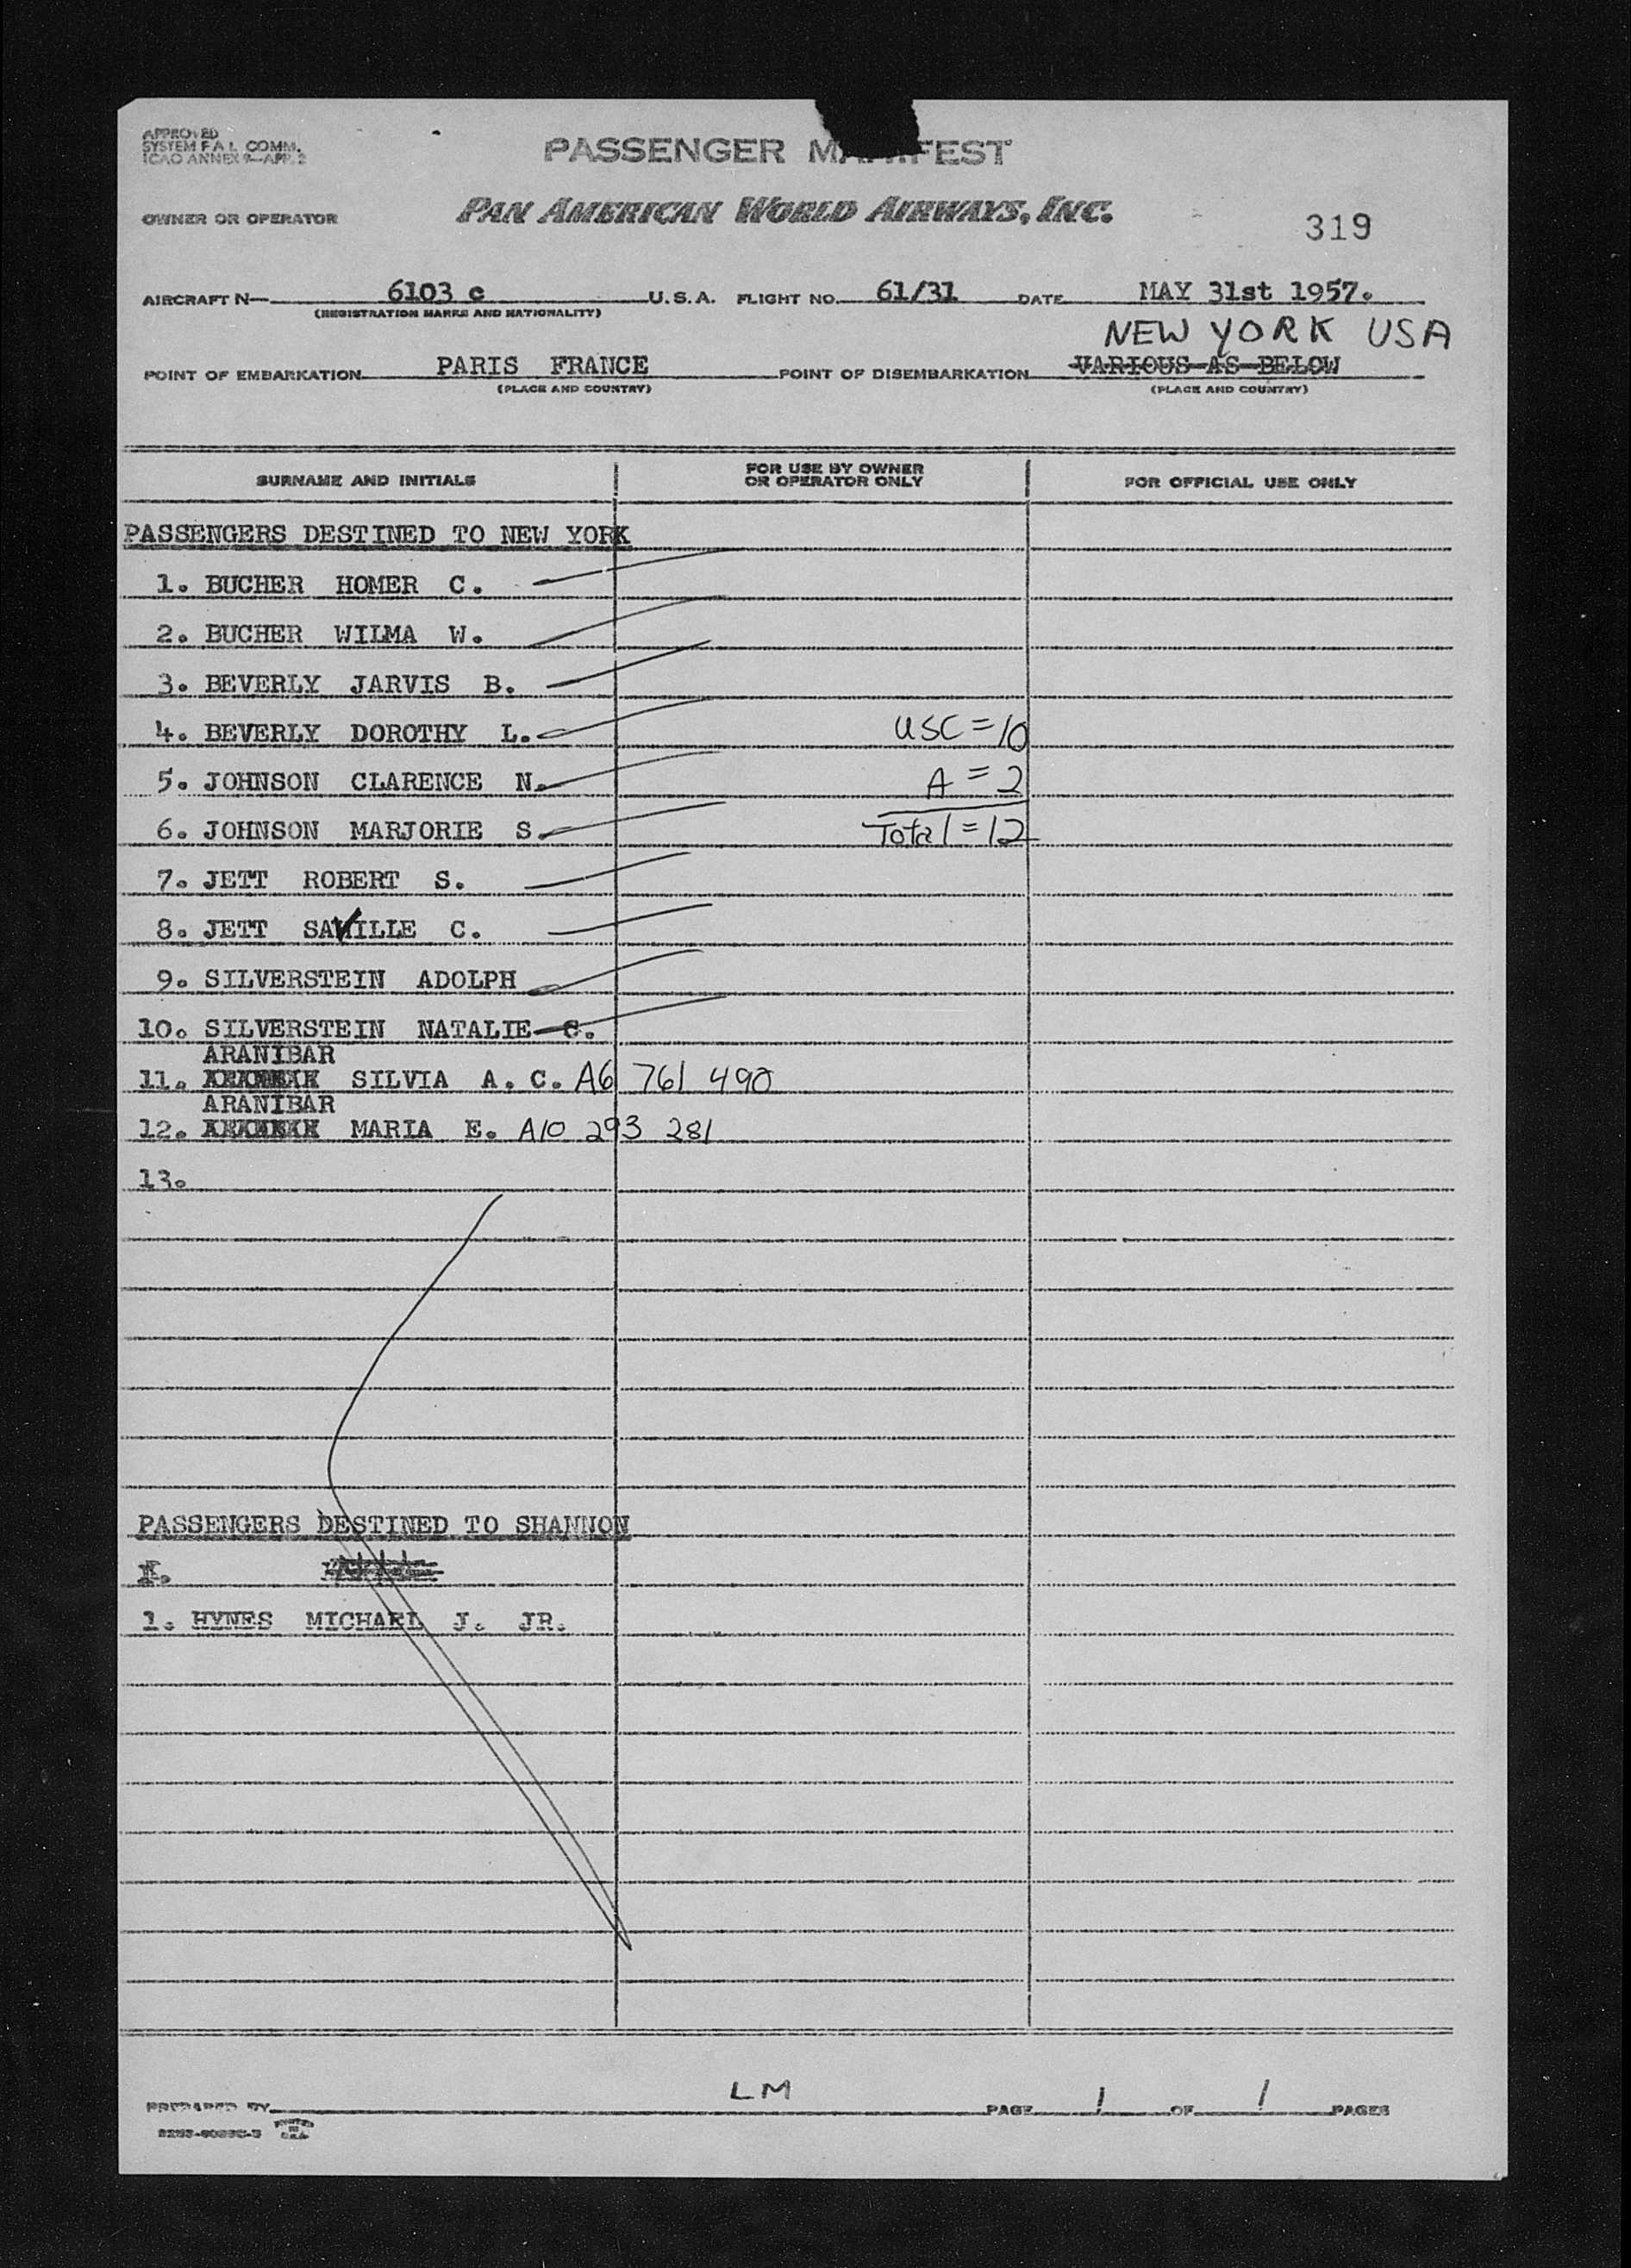 APPROVED
SYSTEM F A L COMM.
ICAO ANNEX 9—APP. 2
PASSENGER MANIFEST
OWNER OR OPERATOR PAN AMERICAN WORLD AIRWAYS, INC. 319
AIRCRAFT N— 6103 c U.S.A. FLIGHT NO. 61/31 DATE MAY 31st 1957.
(REGISTRATION MARKS AND NATIONALITY)
NEW YORK USA
POINT OF EMBARKATION PARIS FRANCE POINT OF DISEMBARKATION VARIOUS AS BELOW
(PLACE AND COUNTRY) (PLACE AND COUNTRY)
SURNAME AND INITIALS FOR USE BY OWNER OR OPERATOR ONLY FOR OFFICIAL USE ONLY
PASSENGERS DESTINED TO NEW YORK
1. BUCHER HOMER C.
2. BUCHER WILMA W.
3. BEVERLY JARVIS B.
4. BEVERLY DOROTHY L. USC = 10
5. JOHNSON CLARENCE N. A = 2
6. JOHNSON MARJORIE S. Total = 12
7. JETT ROBERT S.
8. JETT SAVILLE C.
9. SILVERSTEIN ADOLPH
10. SILVERSTEIN NATALIE C.
ARANIBAR
11. SILVIA A. C. A6 761 490
ARANIBAR
12. MARIA E. A10 293 281
13.
PASSENGERS DESTINED TO SHANNON
1. HYNES MICHAEL J. JR.
LM
PREPARED BY PAGE 1 OF 1 PAGES